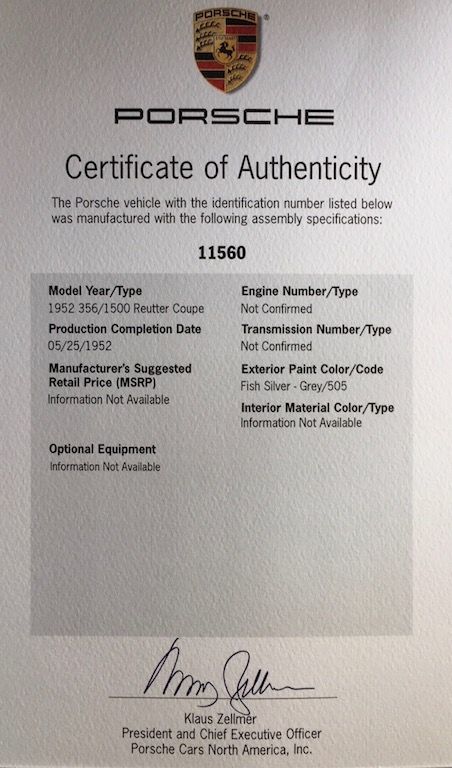 PORSCHE
®
PORSCHE
Certificate of Authenticity
The Porsche vehicle with the identification number listed below
was manufactured with the following assembly specifications:
11560
Model Year/Type
1952 356/1500 Reutter Coupe
Production Completion Date
05/25/1952
Manufacturer's Suggested
Retail Price (MSRP)
Information Not Available
Optional Equipment
Information Not Available
Engine Number/Type
Not Confirmed
Transmission Number/Type
Not Confirmed
Exterior Paint Color/Code
Fish Silver - Grey/505
Interior Material Color/Type
Information Not Available
Klaus Zellmer
President and Chief Executive Officer
Porsche Cars North America, Inc.